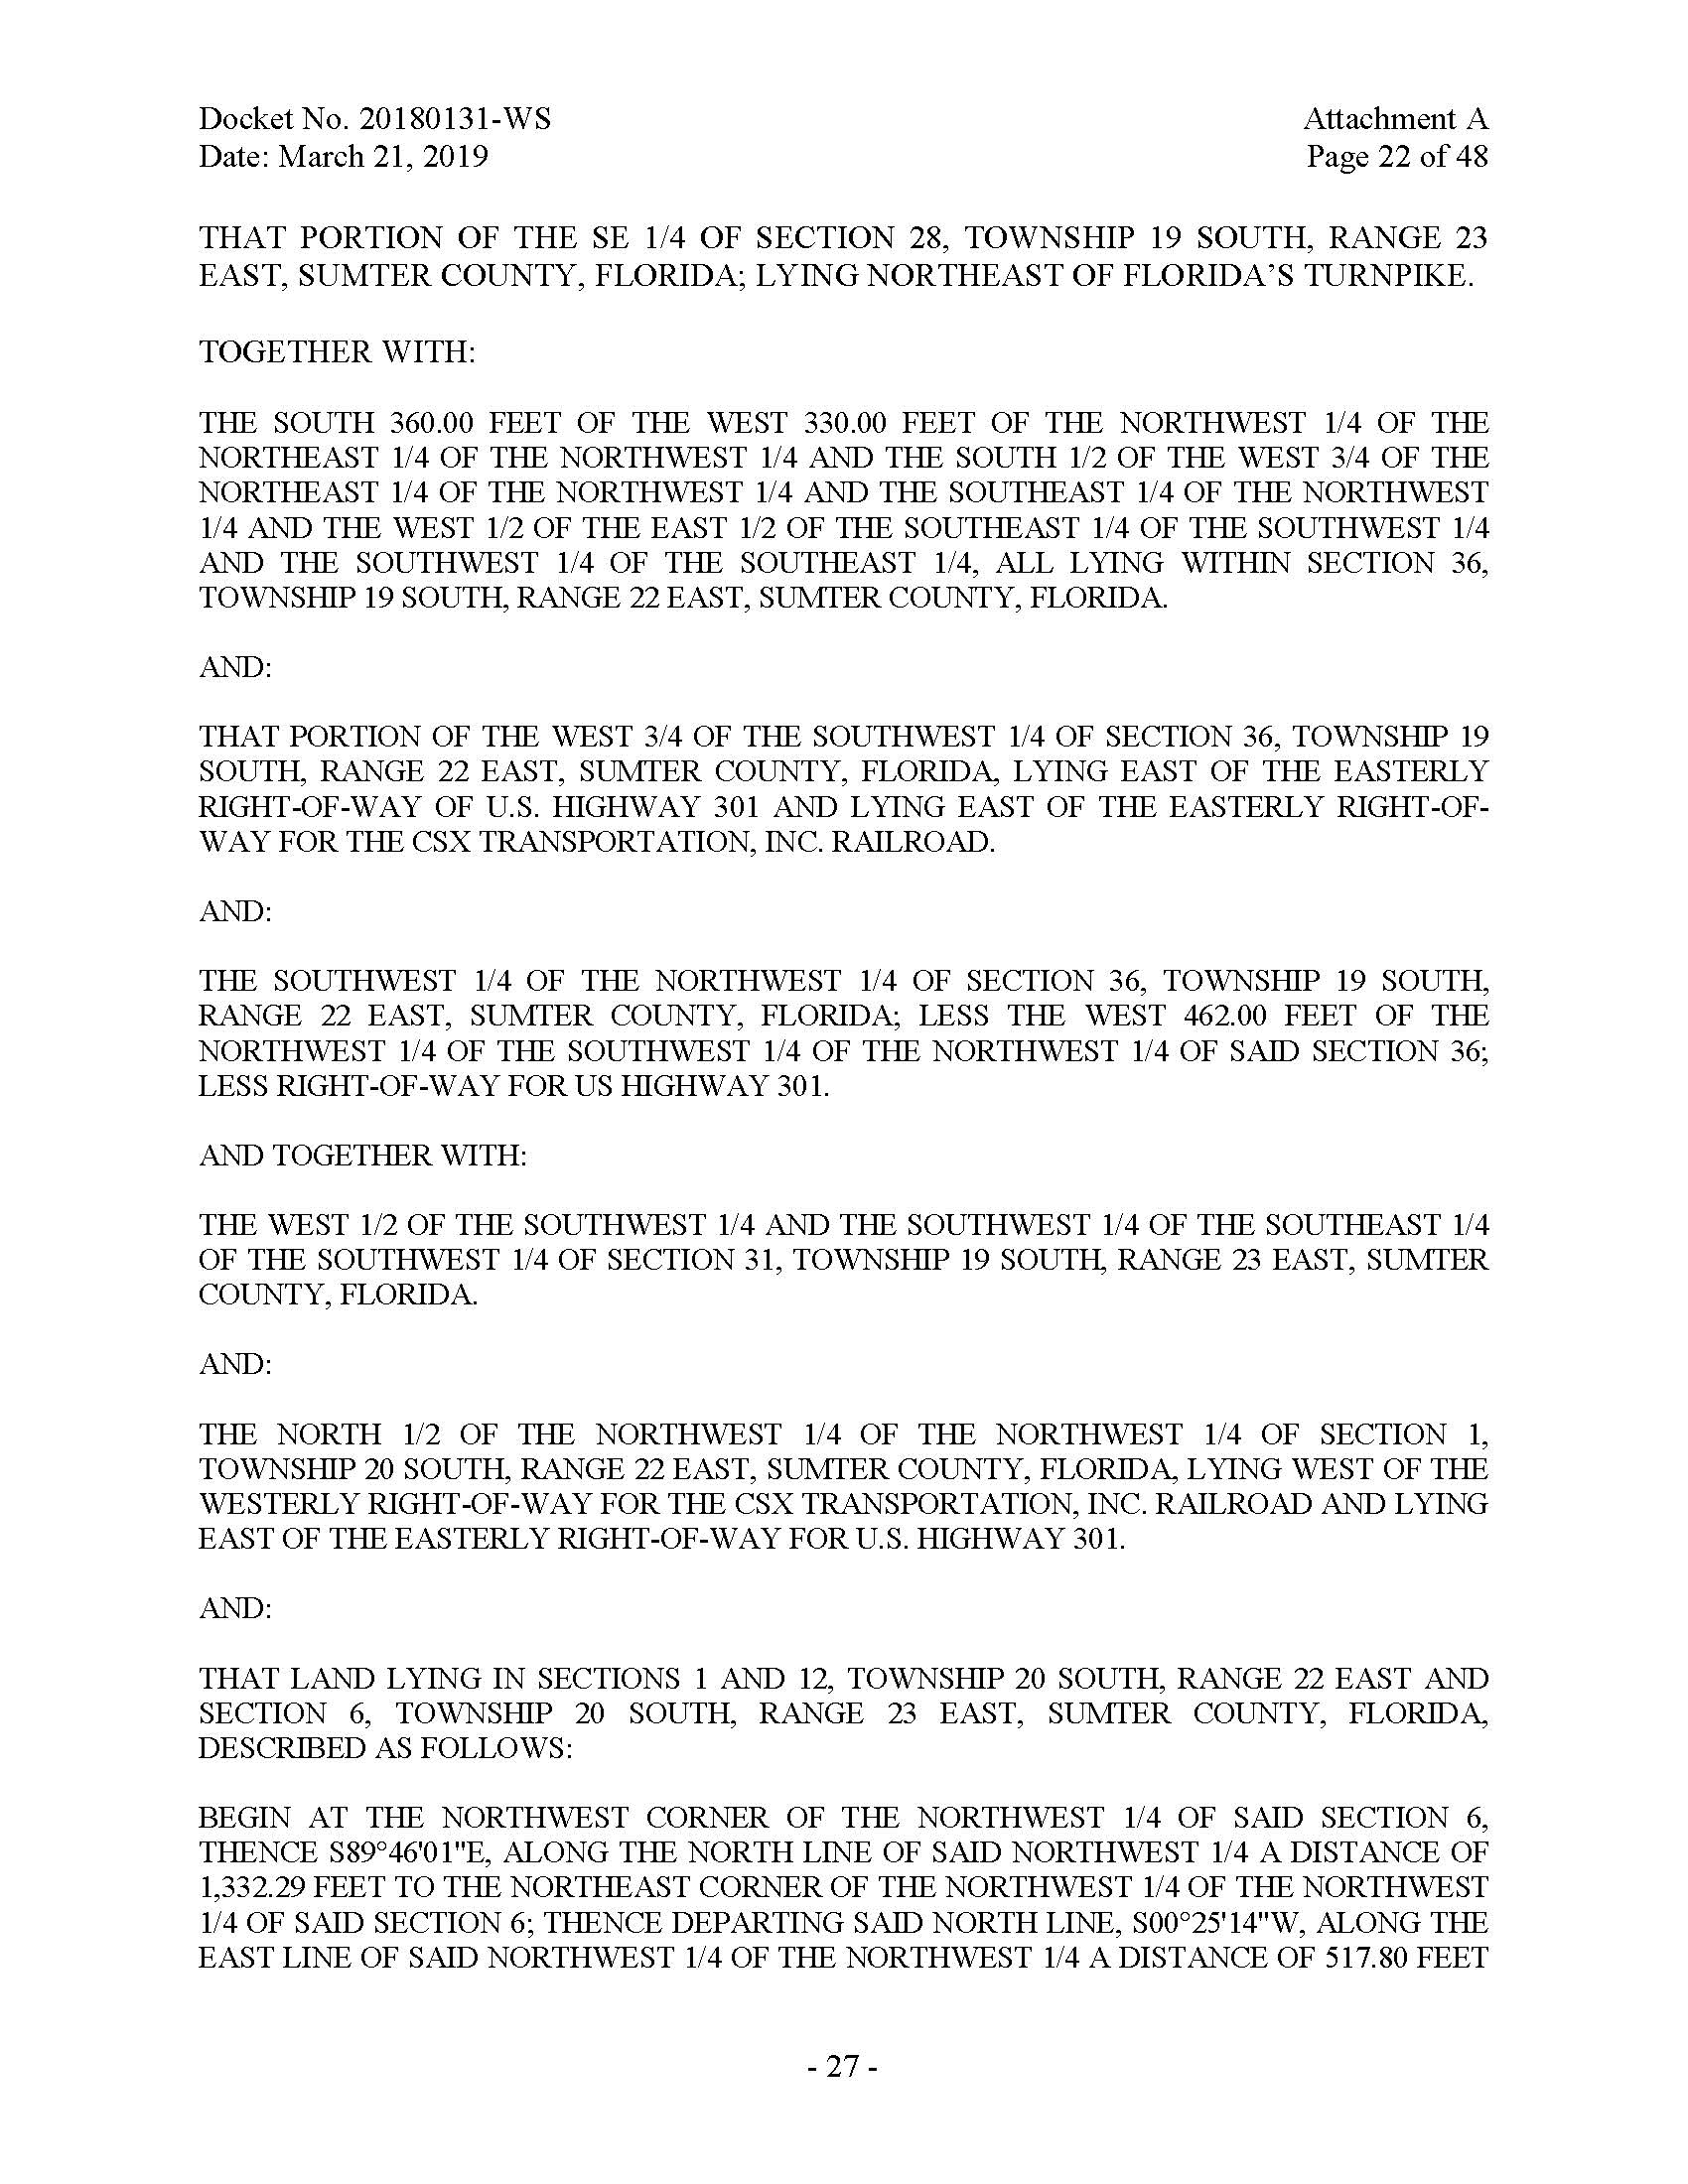 Docket No. 20180131-WS Attachment A
Date: March 21, 2019 Page 22 of 48
THAT PORTION OF THE SE 1/4 OF SECTION 28, TOWNSHIP 19 SOUTH, RANGE 23
EAST, SUMTER COUNTY, FLORIDA; LYING NORTHEAST OF FLORIDA’S TURNPIKE.
TOGETHER WITH:
THE SOUTH 360.00 FEET OF THE WEST 330.00 FEET OF THE NORTHWEST 1/4 OF THE
NORTHEAST 1/4 OF THE NORTHWEST 1/4 AND THE SOUTH 1/2 OF THE WEST 3/4 OF THE
NORTHEAST 1/4 OF THE NORTHWEST 1/4 AND THE SOUTHEAST 1/4 OF THE NORTHWEST
1/4 AND THE WEST 1/2 OF THE EAST 1/2 OF THE SOUTHEAST 1/4 OF THE SOUTHWEST 1/4
AND THE SOUTHWEST 1/4 OF THE SOUTHEAST 1/4, ALL LYING WITHIN SECTION 36,
TOWNSHIP 19 SOUTH, RANGE 22 EAST, SUMTER COUNTY, FLORIDA.
AND:
THAT PORTION OF THE WEST 3/4 OF THE SOUTHWEST 1/4 OF SECTION 36, TOWNSHIP 19
SOUTH, RANGE 22 EAST, SUMTER COUNTY, FLORIDA, LYING EAST OF THE EASTERLY
RIGHT-OF-WAY OF U.S. HIGHWAY 301 AND LYING EAST OF THE EASTERLY RIGHT-OF-
WAY FOR THE CSX TRANSPORTATION, INC. RAILROAD.
AND:
THE SOUTHWEST 1/4 OF THE NORTHWEST 1/4 OF SECTION 36, TOWNSHIP 19 SOUTH,
RANGE 22 EAST, SUMTER COUNTY, FLORIDA; LESS THE WEST 462.00 FEET OF THE
NORTHWEST 1/4 OF THE SOUTHWEST 1/4 OF THE NORTHWEST 1/4 OF SAID SECTION 36;
LESS RIGHT-OF-WAY FOR US HIGHWAY 301.
AND TOGETHER WITH:
THE WEST 1/2 OF THE SOUTHWEST 1/4 AND THE SOUTHWEST 1/4 OF THE SOUTHEAST 1/4
OF THE SOUTHWEST 1/4 OF SECTION 31, TOWNSHIP 19 SOUTH, RANGE 23 EAST, SUMTER
COUNTY, FLORIDA.
AND:
THE NORTH 1/2 OF THE NORTHWEST 1/4 OF THE NORTHWEST 1/4 OF SECTION 1,
TOWNSHIP 20 SOUTH, RANGE 22 EAST, SUMTER COUNTY, FLORIDA, LYING WEST OF THE
WESTERLY RIGHT-OF-WAY FOR THE CSX TRANSPORTATION, INC. RAILROAD AND LYING
EAST OF THE EASTERLY RIGHT-OF-WAY FOR U.S. HIGHWAY 301.
AND:
THAT LAND LYING IN SECTIONS 1 AND 12, TOWNSHIP 20 SOUTH, RANGE 22 EAST AND
SECTION 6, TOWNSHIP 20 SOUTH, RANGE 23 EAST, SUMTER COUNTY, FLORIDA,
DESCRIBED AS FOLLOWS:
BEGIN AT THE NORTHWEST CORNER OF THE NORTHWEST 1/4 OF SAID SECTION 6,
THENCE S89°46'01"E, ALONG THE NORTH LINE OF SAID NORTHWEST 1/4 A DISTANCE OF
1,332.29 FEET TO THE NORTHEAST CORNER OF THE NORTHWEST 1/4 OF THE NORTHWEST
1/4 OF SAID SECTION 6; THENCE DEPARTING SAID NORTH LINE, S00°25'14"W, ALONG THE
EAST LINE OF SAID NORTHWEST 1/4 OF THE NORTHWEST 1/4 A DISTANCE OF 517.80 FEET
- 27 -